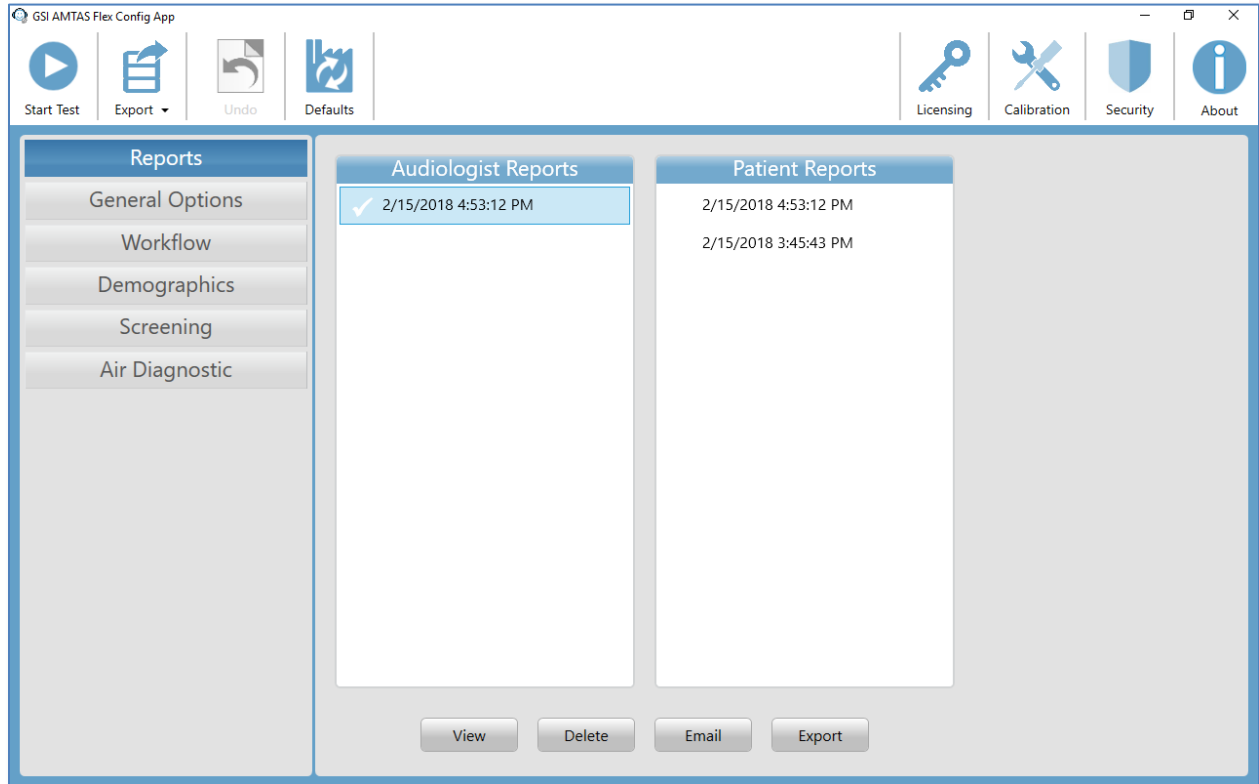 GSI AMTAS Flex Config App
Start Test
Export
Undo
Defaults
Licensing
Calibration
Security
About
Reports
General Options
Workflow
Demographics
Screening
Air Diagnostic
Audiologist Reports
2/15/2018 4:53:12 PM
Patient Reports
2/15/2018 4:53:12 PM
2/15/2018 3:45:43 PM
View
Delete
Email
Export